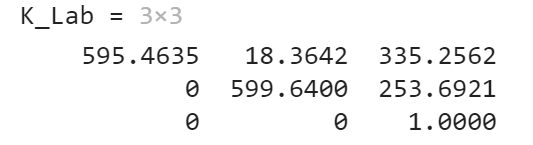 K_Lab = 3×3
595.4635 18.3642 335.2562
0 599.6400 253.6921
0 0 1.0000